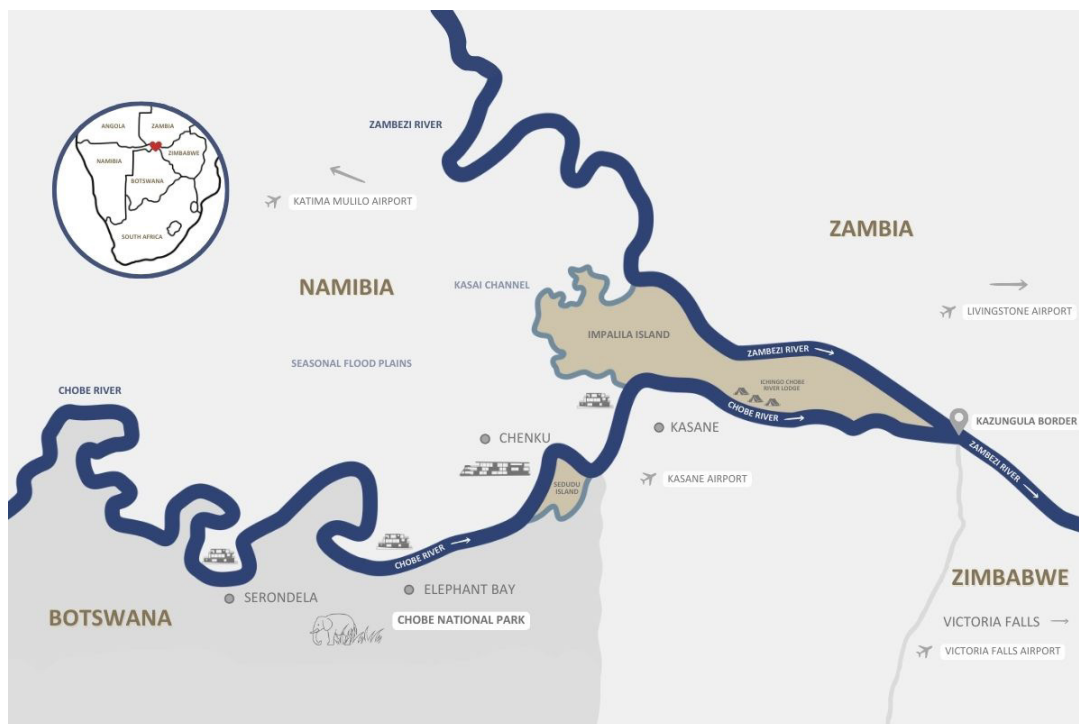 ZAMBEZI RIVER
ANGOLA
ZAMBIA
ZIMBABWE
NAMIBIA
BOTSWANA
SOUTH AFRICA
KATIMA MULILO AIRPORT
ZAMBIA
NAMIBIA
KASAI CHANNEL
LIVINGSTONE AIRPORT
IMPALILA ISLAND
ZAMBEZI RIVER
SEASONAL FLOOD PLAINS
ICHINGO CHOBE
RIVER LODGE
CHOBE RIVER
CHOBE RIVER
KAZUNGULA BORDER
KASANE
CHENKU
ZAMBEZI RIVER
KASANE AIRPORT
SEDUDU
ISLAND
CHOBE RIVER
ZIMBABWE
ELEPHANT BAY
SERONDELA
BOTSWANA
CHOBE NATIONAL PARK
VICTORIA FALLS
VICTORIA FALLS AIRPORT